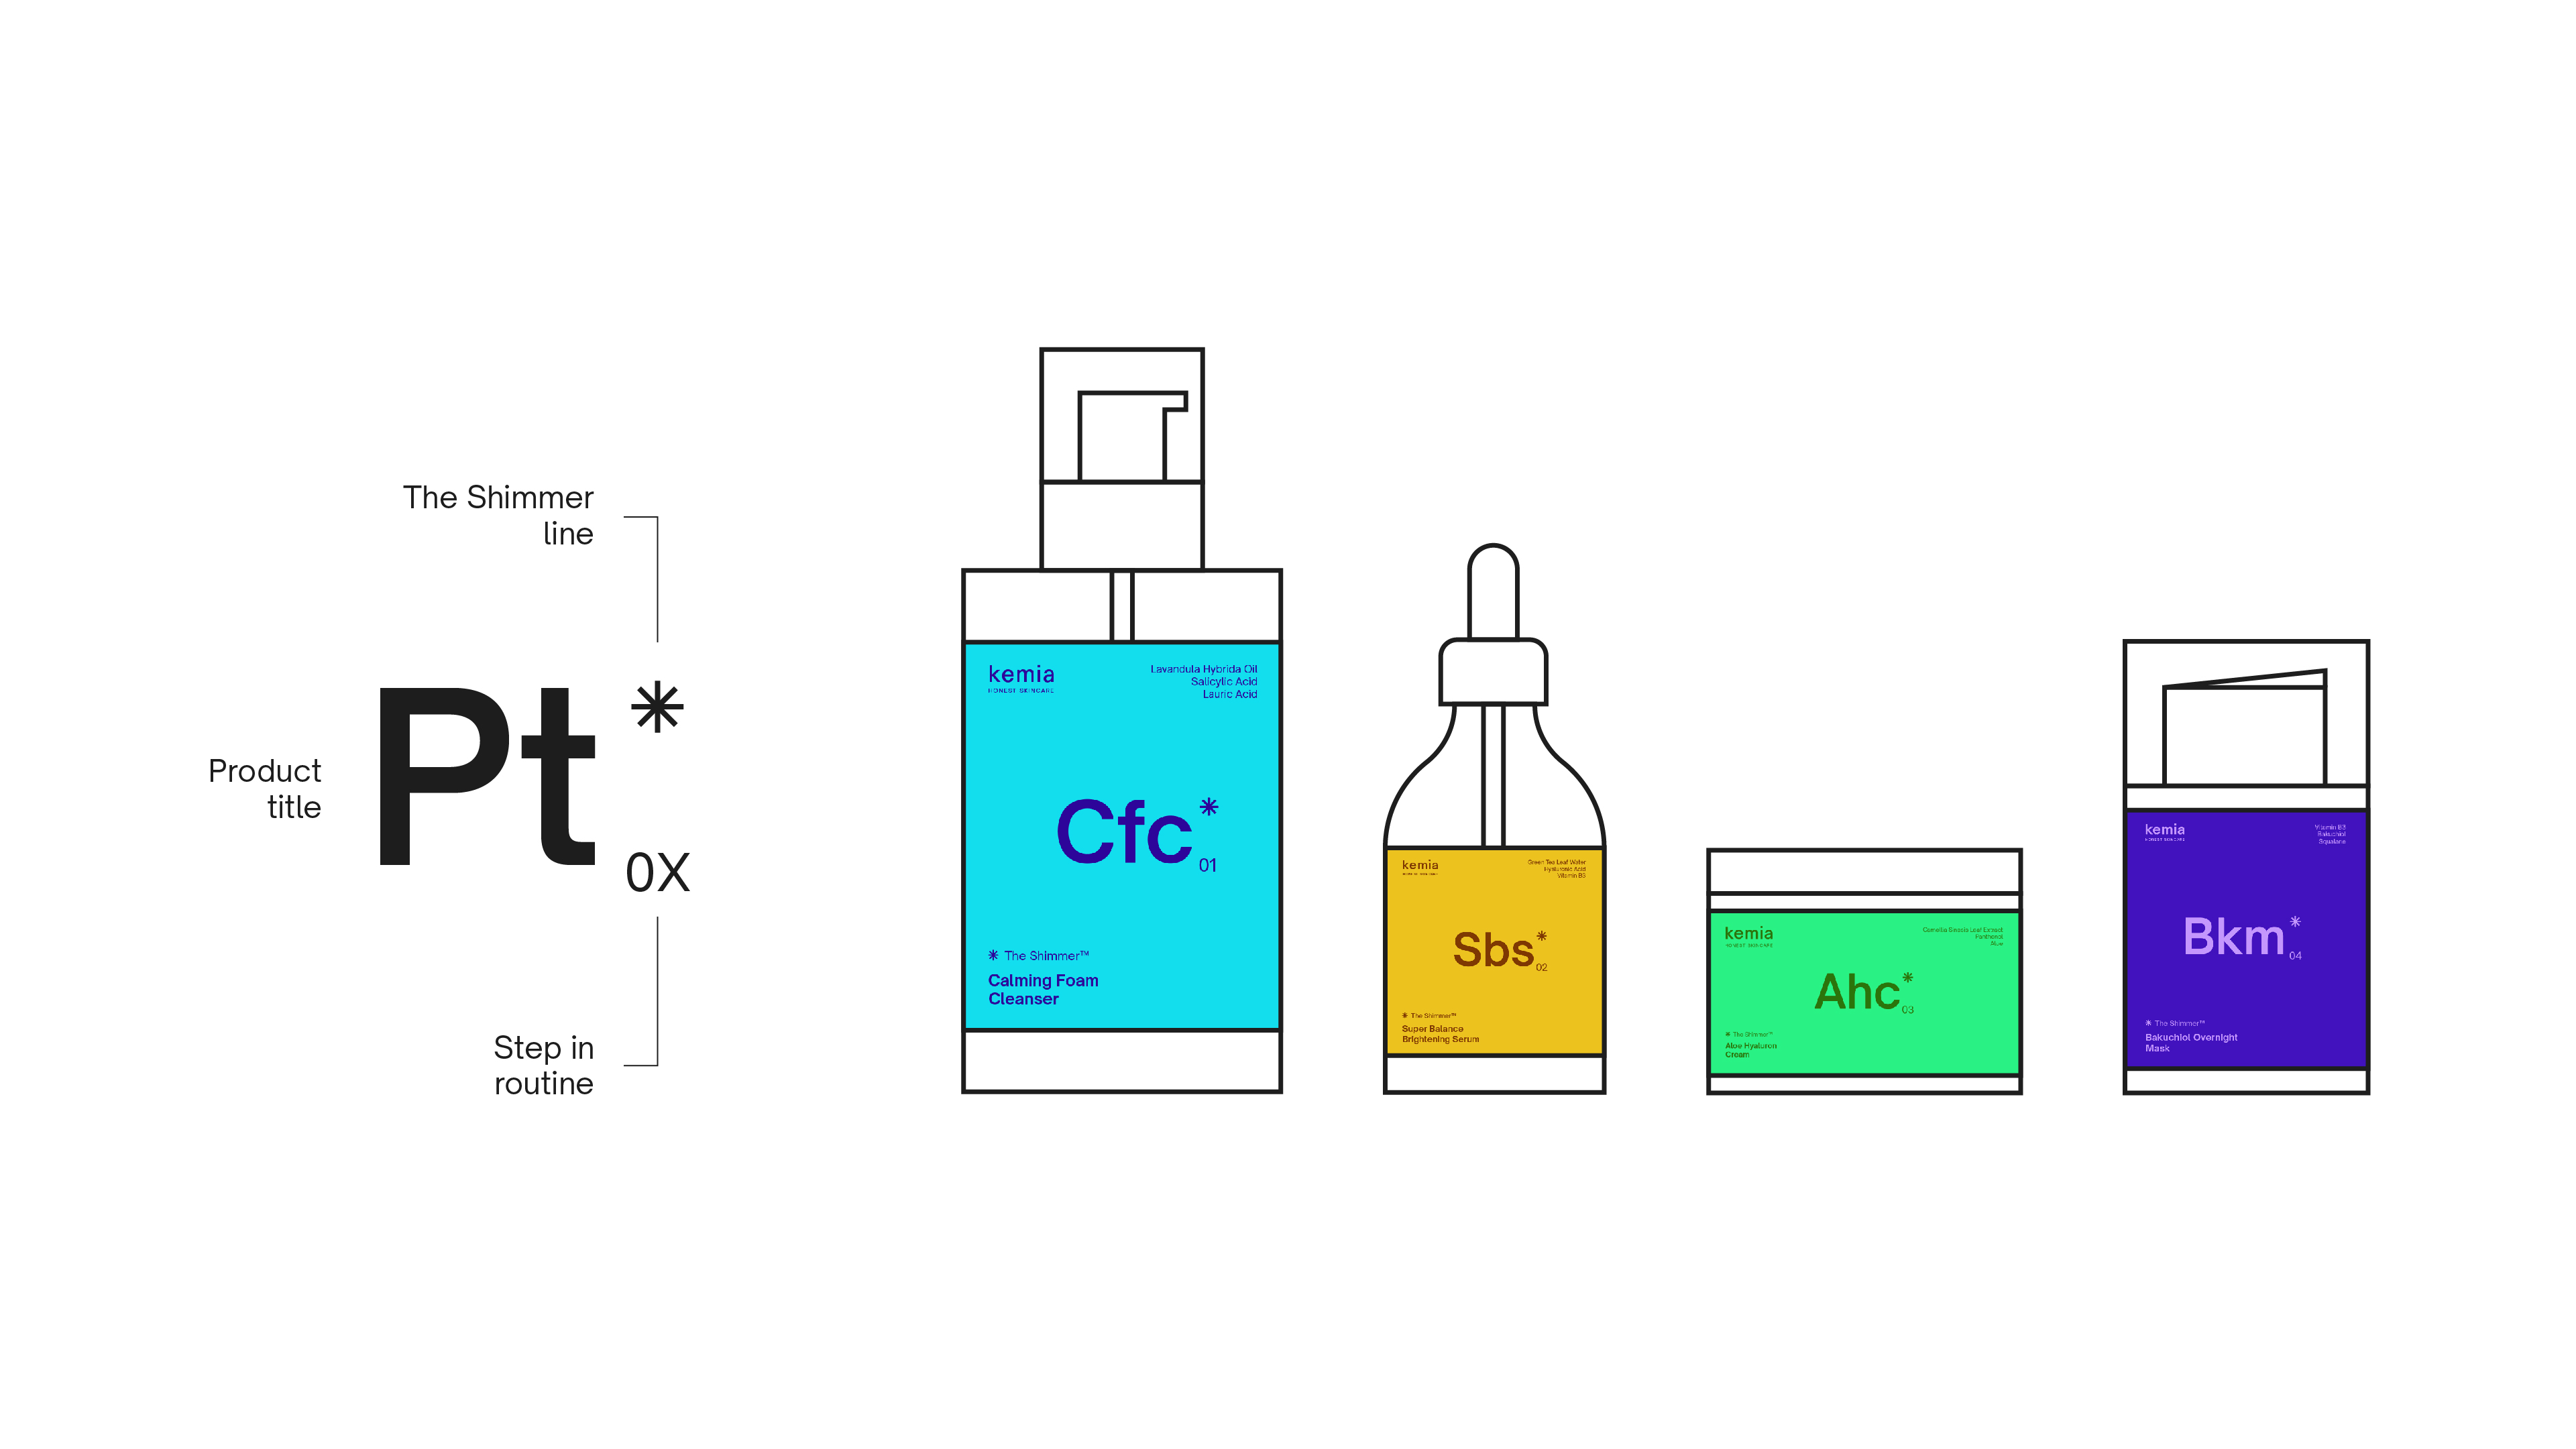 The Shimmer
line
Product
title
Pt*
0X
Step in
routine
kemia
HONEST SKINCARE
Lavandula Hybrida Oil
Salicylic Acid
Lauric Acid
Cfc*
01
* The Shimmer™
Calming Foam
Cleanser
kemia
HONEST SKINCARE
Green Tea Leaf Water
Hyaluronic Acid
Vitamin B3
Sbs*
02
* The Shimmer™
Super Balance
Brightening Serum
kemia
HONEST SKINCARE
Camellia Sinesis Leaf Extract
Panthenol
Aloe
Ahc*
03
* The Shimmer™
Aloe Hyaluron
Cream
kemia
HONEST SKINCARE
Vitamin B3
Bakuchiol
Squalane
Bkm*
04
* The Shimmer™
Bakuchiol Overnight
Mask